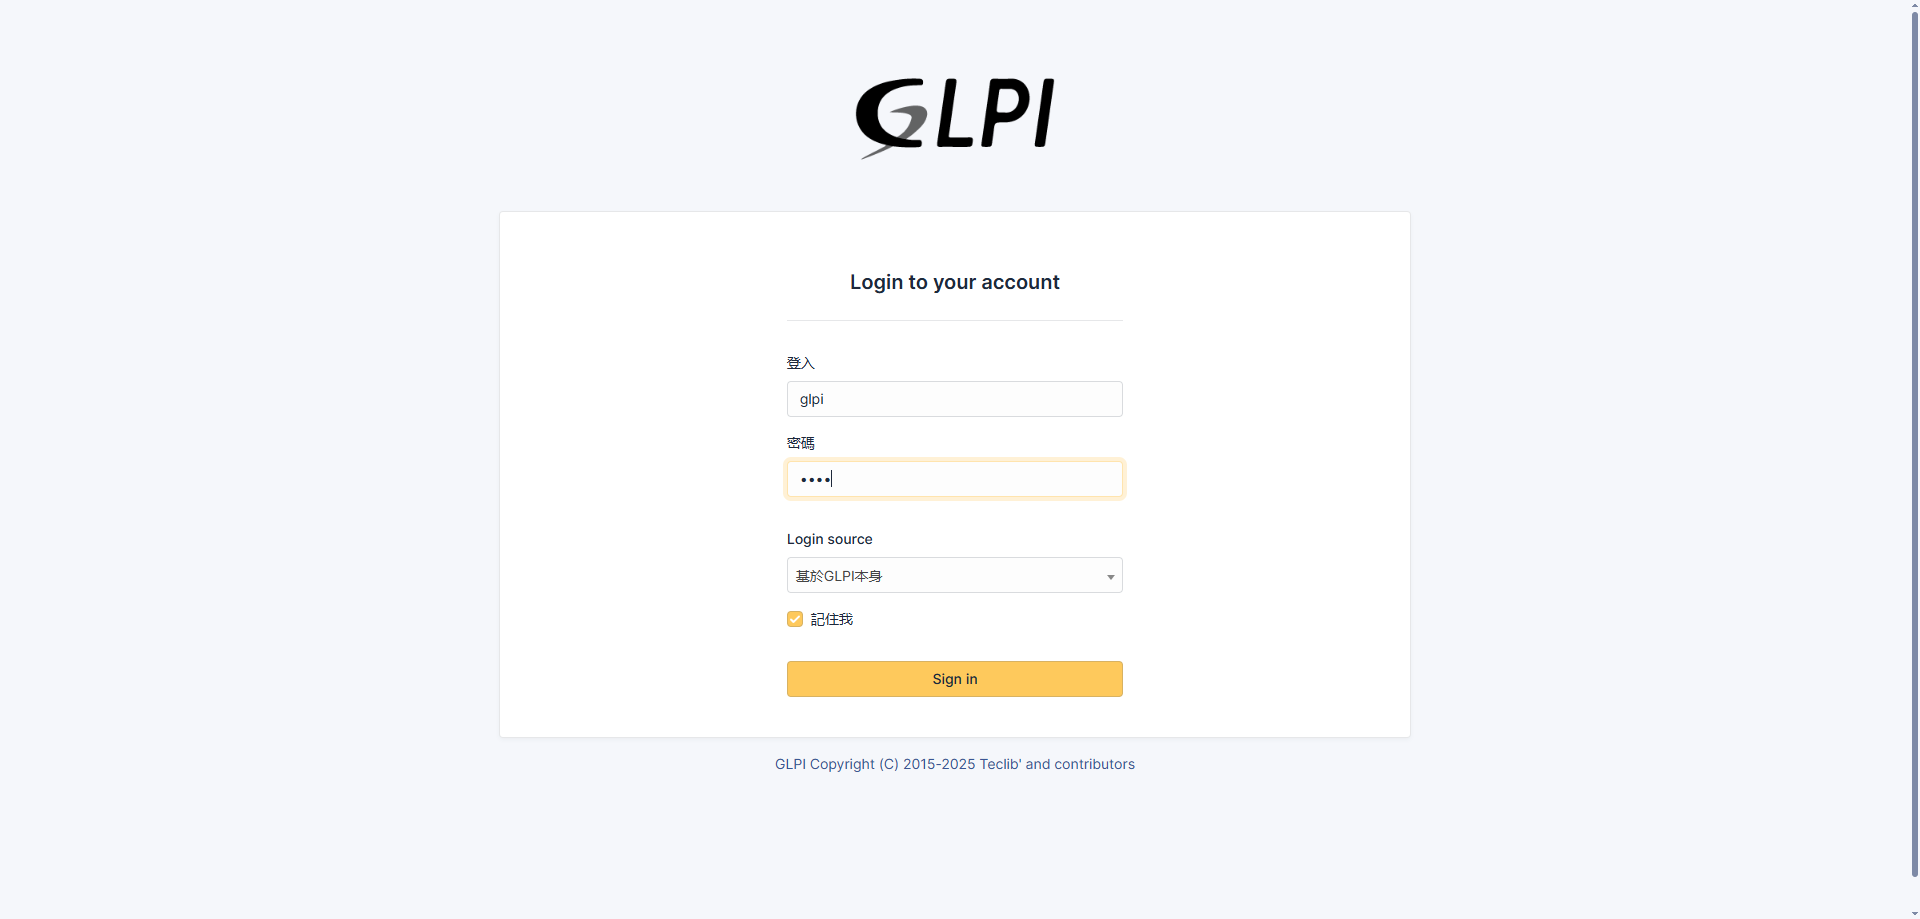 GLPI
Login to your account
登入
glpi
密碼
••••
Login source
基於GLPI本身
記住我
Sign in
GLPI Copyright (C) 2015-2025 Teclib' and contributors